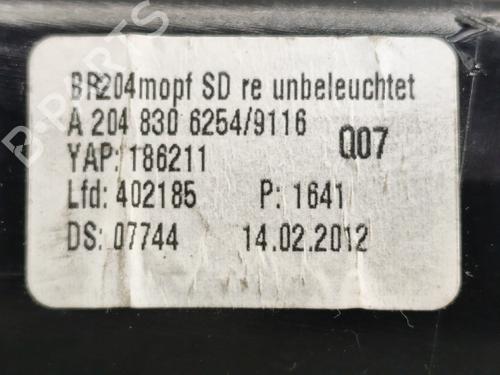 BR204mopf SD re unbeleuchtet
A 204 830 6254/9116
Q07
YAP: 186211
Lfd: 402185 P: 1641
DS: 07744 14.02.2012
B-PARTS